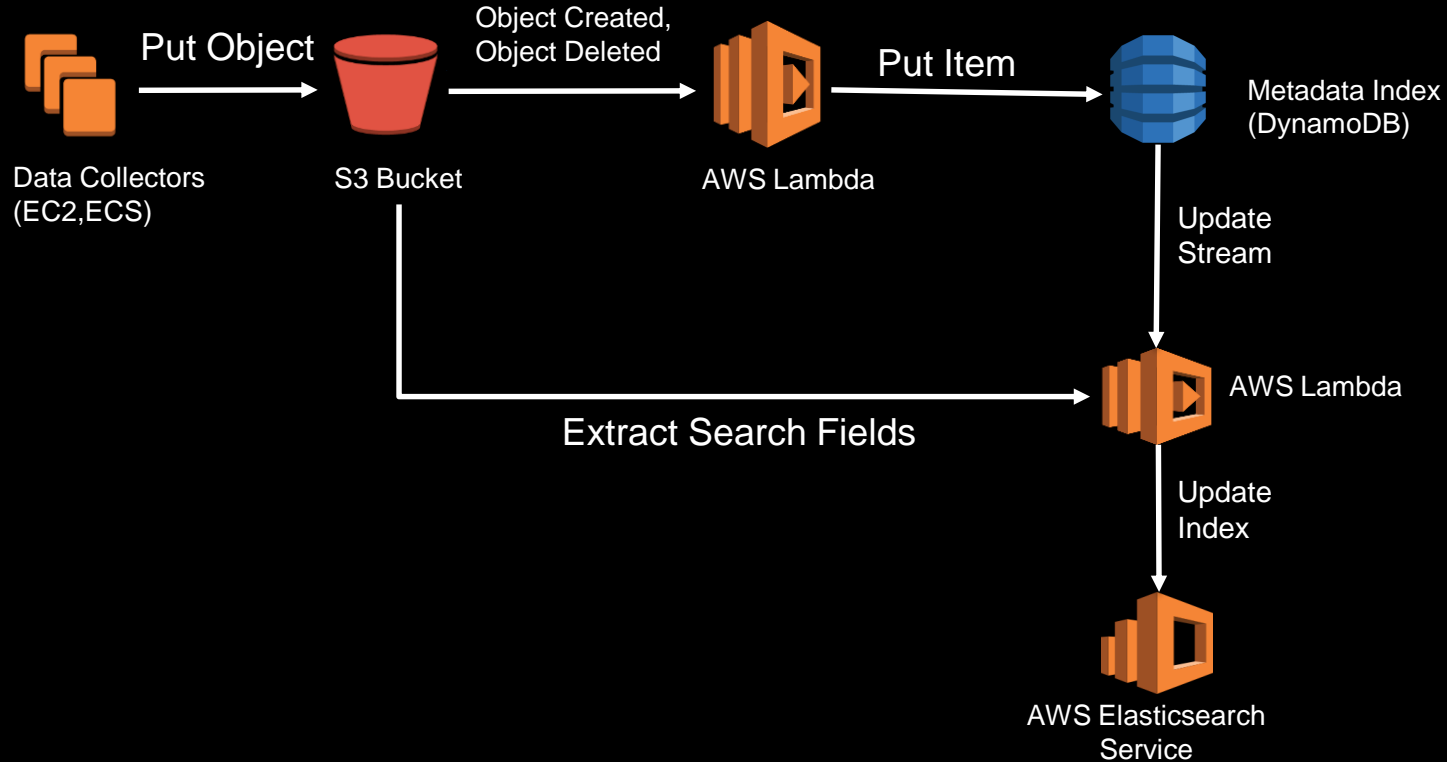 Put Object
Object Created,
Object Deleted
Put Item
Metadata Index
(DynamoDB)
Data Collectors
(EC2,ECS)
S3 Bucket
AWS Lambda
Update
Stream
AWS Lambda
Extract Search Fields
Update
Index
AWS Elasticsearch
Service